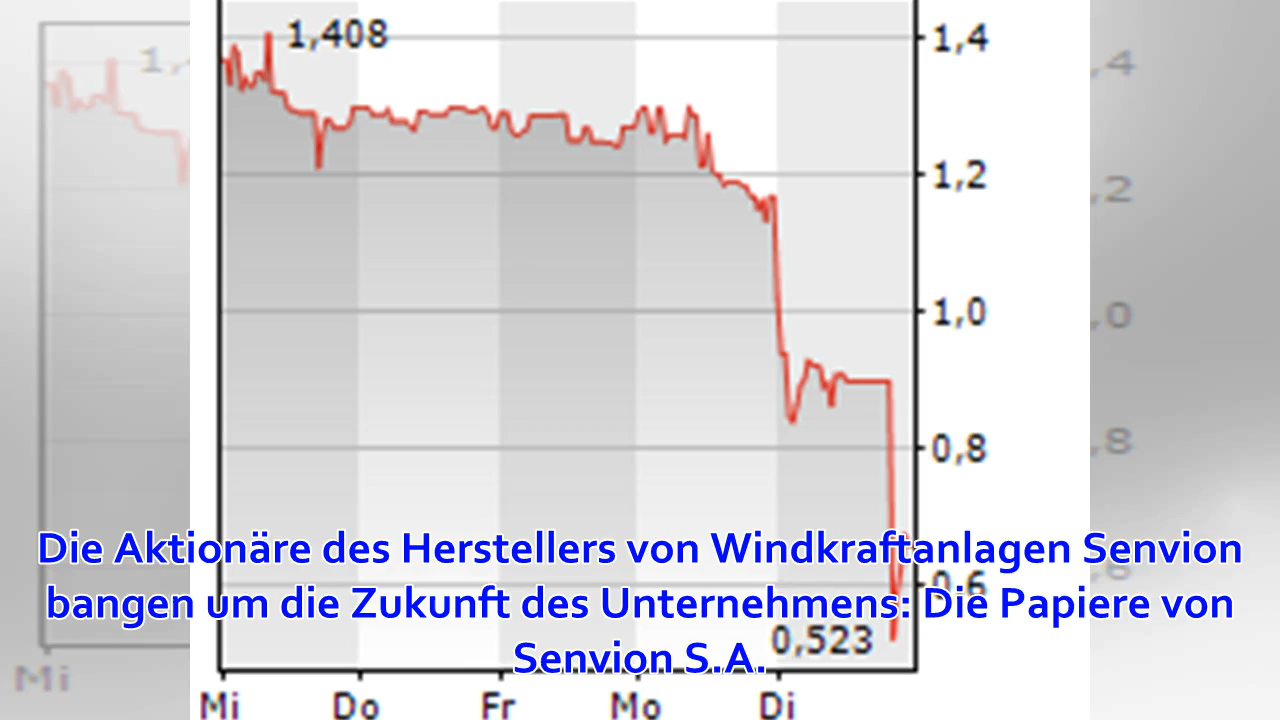 1,408
1,4
1,2
1,0
0,8
0,6
0,523
Mi Do Fr Mo Di
Die Aktionäre des Herstellers von Windkraftanlagen Senvion
bangen um die Zukunft des Unternehmens: Die Papiere von
Senvion S.A.
Mi